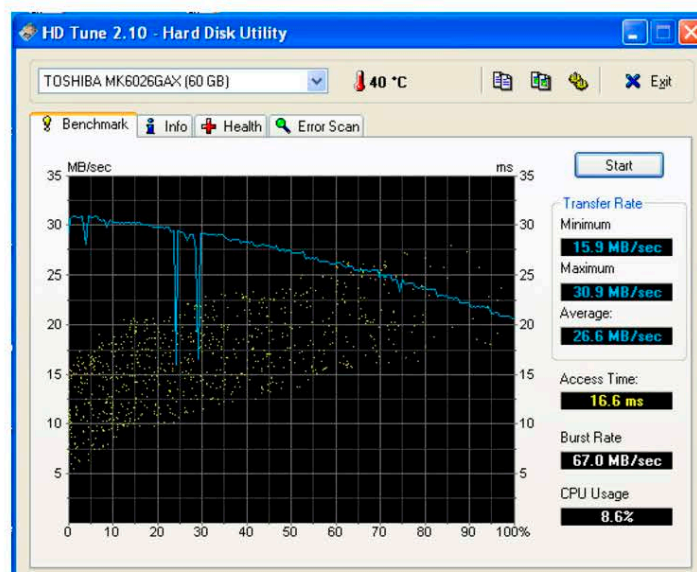 HD Tune 2.10 - Hard Disk Utility
TOSHIBA MK6026GAX (60 GB)
40 °C
Exit
Benchmark
Info
Health
Error Scan
MB/sec
ms
35
30
25
20
15
10
5
35
30
25
20
15
10
5
0
10
20
30
40
50
60
70
80
90
100%
Start
Transfer Rate
Minimum
15.9 MB/sec
Maximum
30.9 MB/sec
Average:
26.6 MB/sec
Access Time:
16.6 ms
Burst Rate
67.0 MB/sec
CPU Usage
8.6%